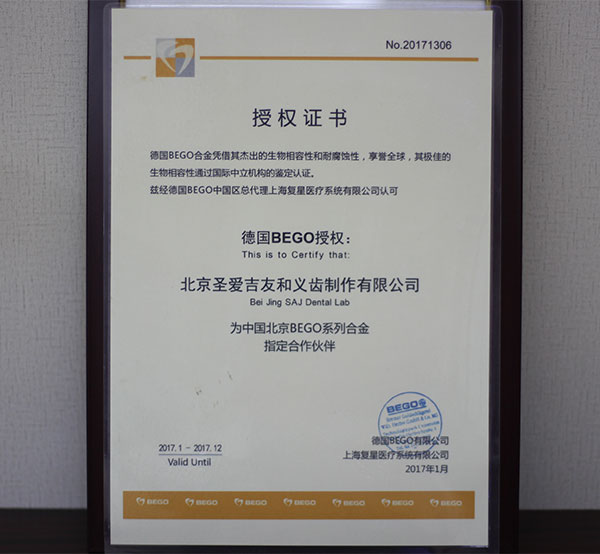 No.20171306
授权证书
德国BEGO合金凭借其杰出的生物相容性和耐腐蚀性，享誉全球，其极佳的
生物相容性通过国际中立机构的鉴定认证。
兹经德国BEGO中国区总代理上海复星医疗系统有限公司认可
德国BEGO授权：
This is to Certify that:
北京圣爱吉友和义齿制作有限公司
Bei Jing SAJ Dental Lab
为中国北京BEGO系列合金
指定合作伙伴
BEGO
德国BEGO有限公司
2017.1 - 2017.12
上海复星医疗系统有限公司
Valid Until
2017年1月
BEGO BEGO BEGO BEGO BEGO BEGO BEGO